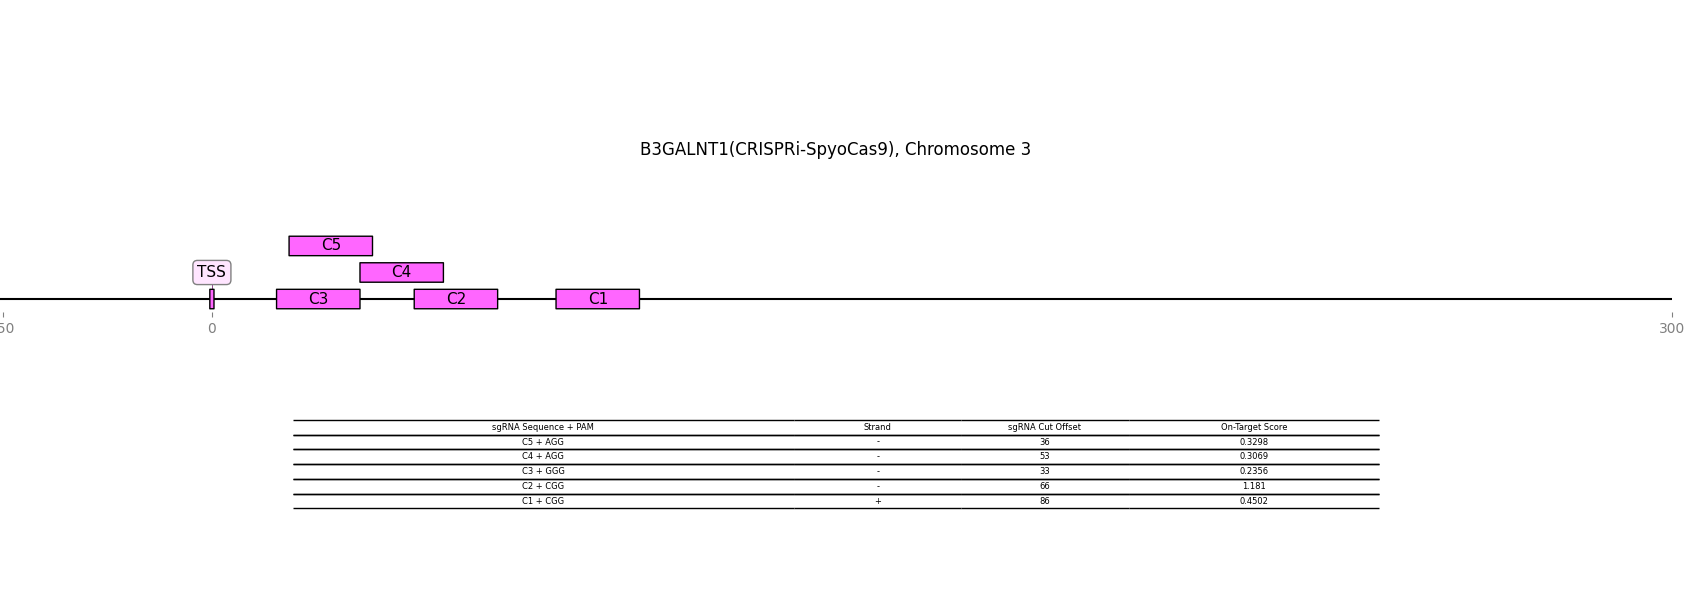 B3GALNT1(CRISPRi-SpyoCas9), Chromosome 3
C5
TSS
C4
C3
C2
C1
50
0
300
sgRNA Sequence + PAM Strand sgRNA Cut Offset On-Target Score
C5 + AGG - 36 0.3298
C4 + AGG - 53 0.3069
C3 + GGG - 33 0.2356
C2 + CGG - 66 1.181
C1 + CGG + 86 0.4502